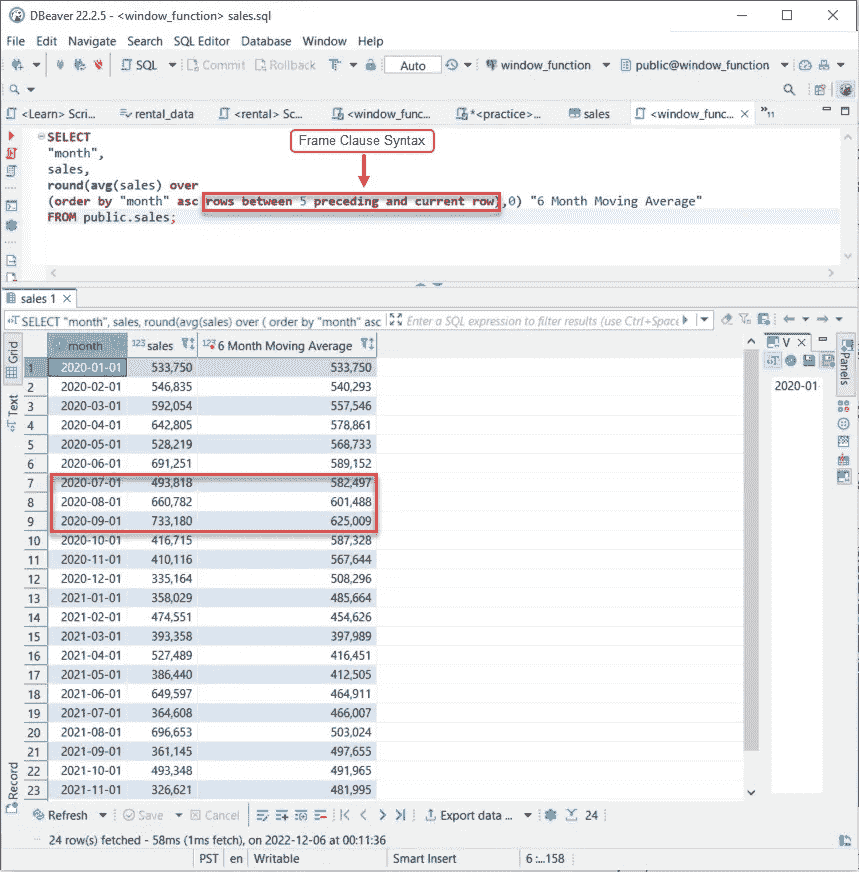 DBeaver 22.2.5 - <window_function> sales.sql
File Edit Navigate Search SQL Editor Database Window Help
SQL Commit Rollback Auto window_function public@window_function
<Learn> Scri... rental_data <rental> Sc... <window_func... *<practice>... sales <window_func... »11
Frame Clause Syntax
SELECT
"month",
sales,
round(avg(sales) over
(order by "month" asc rows between 5 preceding and current row),0) "6 Month Moving Average"
FROM public.sales;
sales 1
SELECT "month", sales, round(avg(sales) over ( order by "month" asc Enter a SQL expression to filter results (use Ctrl+Space
Grid
Text
Record
month 123 sales 123 6 Month Moving Average
1 2020-01-01 533,750 533,750
2 2020-02-01 546,835 540,293
3 2020-03-01 592,054 557,546
4 2020-04-01 642,805 578,861
5 2020-05-01 528,219 568,733
6 2020-06-01 691,251 589,152
7 2020-07-01 493,818 582,497
8 2020-08-01 660,782 601,488
9 2020-09-01 733,180 625,009
10 2020-10-01 416,715 587,328
11 2020-11-01 410,116 567,644
12 2020-12-01 335,164 508,296
13 2021-01-01 358,029 485,664
14 2021-02-01 474,551 454,626
15 2021-03-01 393,358 397,989
16 2021-04-01 527,489 416,451
17 2021-05-01 386,440 412,505
18 2021-06-01 649,597 464,911
19 2021-07-01 364,608 466,007
20 2021-08-01 696,653 503,024
21 2021-09-01 361,145 497,655
22 2021-10-01 493,348 491,965
23 2021-11-01 326,621 481,995
V
2020-01-
Panels
Refresh Save Cancel Export data ... 24
24 row(s) fetched - 58ms (1ms fetch), on 2022-12-06 at 00:11:36
PST en Writable Smart Insert 6 :...158